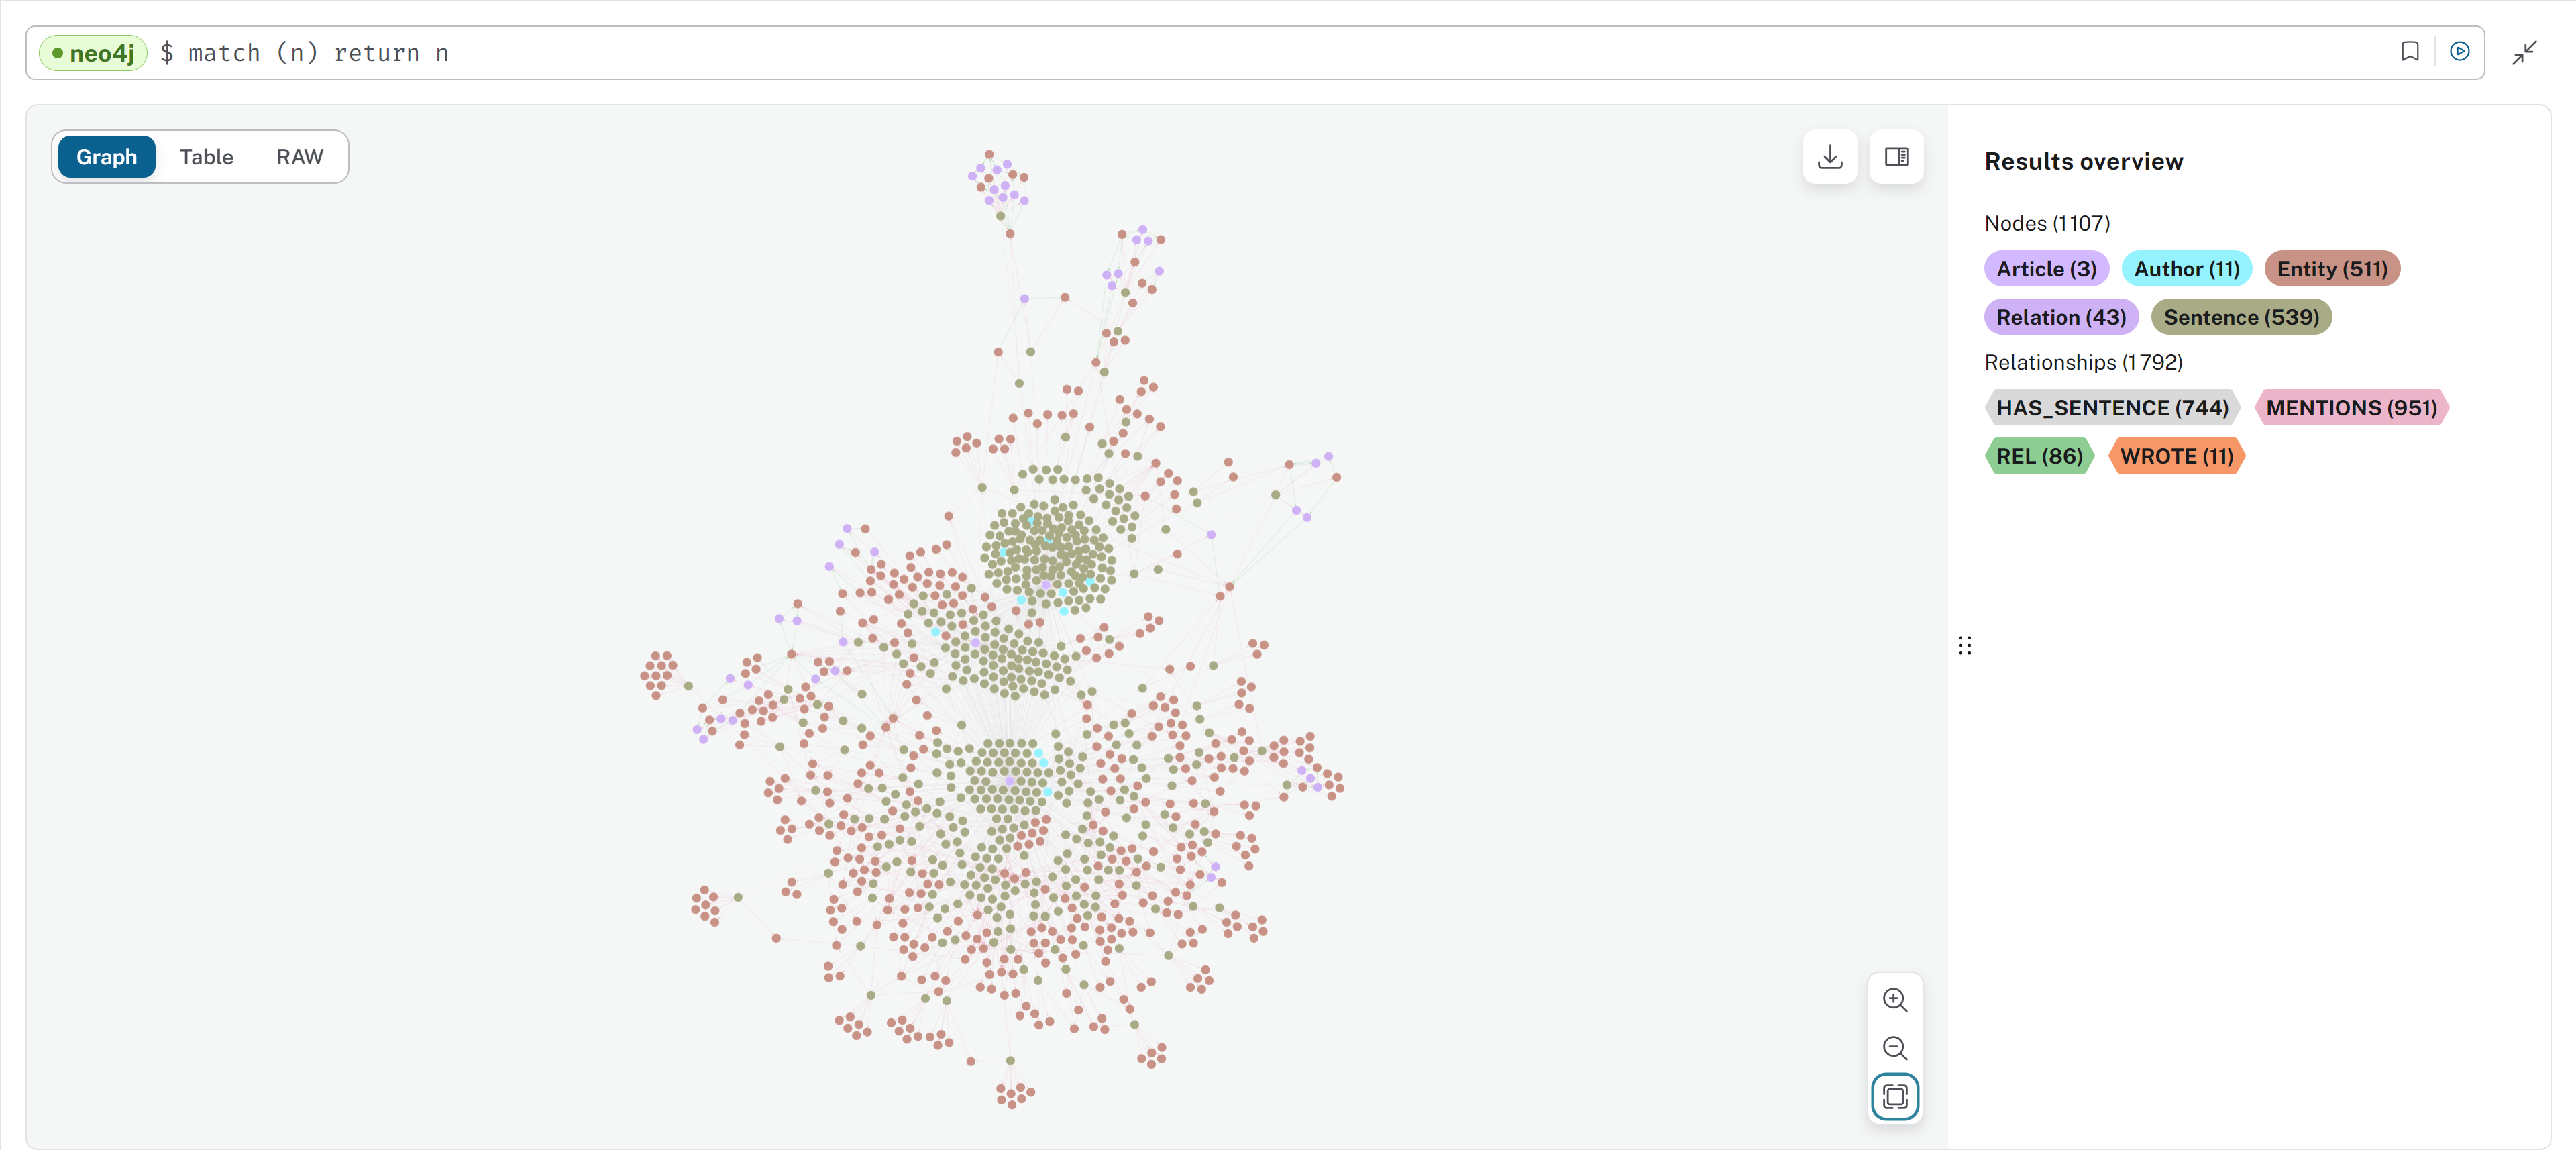 neo4j $ match (n) return n
Graph Table RAW
Results overview
Nodes (1107)
Article (3) Author (11) Entity (511)
Relation (43) Sentence (539)
Relationships (1792)
HAS_SENTENCE (744) MENTIONS (951)
REL (86) WROTE (11)